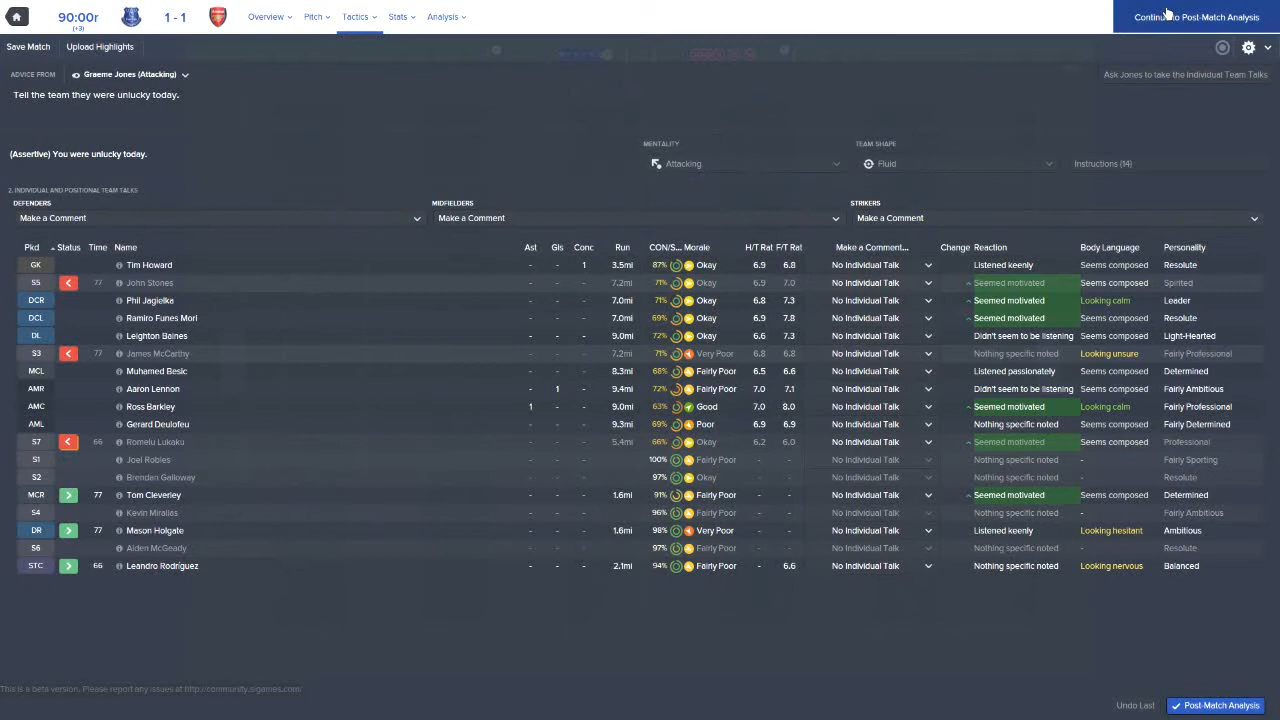 90:00r
(+3)
1 - 1
Overview Pitch Tactics Stats Analysis
Continue to Post-Match Analysis
Save Match Upload Highlights
ADVICE FROM Graeme Jones (Attacking) Ask Jones to take the Individual Team Talks
Tell the team they were unlucky today.
MENTALITY TEAM SHAPE
(Assertive) You were unlucky today. Attacking Fluid Instructions (14)
2. INDIVIDUAL AND POSITIONAL TEAM TALKS
DEFENDERS MIDFIELDERS STRIKERS
Make a Comment Make a Comment Make a Comment
Pkd Status Time Name Ast Gls Conc Run CON/S... Morale H/T Rat F/T Rat Make a Comment... Change Reaction Body Language Personality
GK Tim Howard - - 1 3.5mi 87% Okay 6.9 6.8 No Individual Talk Listened keenly Seems composed Resolute
S5 77 John Stones - - - 7.2mi 71% Okay 6.9 7.0 No Individual Talk Seemed motivated Seems composed Spirited
DCR Phil Jagielka - - - 7.0mi 71% Okay 6.8 7.3 No Individual Talk Seemed motivated Looking calm Leader
DCL Ramiro Funes Mori - - - 7.0mi 69% Okay 6.9 7.8 No Individual Talk Seemed motivated Seems composed Resolute
DL Leighton Baines - - - 9.0mi 72% Okay 6.6 7.3 No Individual Talk Didn't seem to be listening Seems composed Light-Hearted
S3 77 James McCarthy - - - 7.2mi 71% Very Poor 6.8 6.8 No Individual Talk Nothing specific noted Looking unsure Fairly Professional
MCL Muhamed Besic - - - 8.3mi 68% Fairly Poor 6.5 6.6 No Individual Talk Listened passionately Seems composed Determined
AMR Aaron Lennon - 1 - 9.4mi 72% Fairly Poor 7.0 7.1 No Individual Talk Didn't seem to be listening Seems composed Fairly Ambitious
AMC Ross Barkley 1 - - 9.0mi 63% Good 7.0 8.0 No Individual Talk Seemed motivated Looking calm Fairly Professional
AML Gerard Deulofeu - - - 9.3mi 69% Poor 6.9 6.9 No Individual Talk Nothing specific noted Seems composed Fairly Determined
S7 66 Romelu Lukaku - - - 5.4mi 66% Okay 6.2 6.0 No Individual Talk Seemed motivated Seems composed Professional
S1 Joel Robles - - - 100% Fairly Poor - - No Individual Talk Nothing specific noted - Fairly Sporting
S2 Brendan Galloway - - - 97% Okay - - No Individual Talk Nothing specific noted - Resolute
MCR 77 Tom Cleverley - - - 1.6mi 91% Fairly Poor - - No Individual Talk Seemed motivated Seems composed Determined
S4 Kevin Mirallas - - - 96% Fairly Poor - - No Individual Talk Nothing specific noted - Fairly Ambitious
DR 77 Mason Holgate - - - 1.6mi 98% Very Poor - - No Individual Talk Listened keenly Looking hesitant Ambitious
S6 Aiden McGeady - - - 97% Fairly Poor - - No Individual Talk Nothing specific noted - Resolute
STC 66 Leandro Rodríguez - - - 2.1mi 94% Fairly Poor - 6.6 No Individual Talk Nothing specific noted Looking nervous Balanced
This is a beta version. Please report any issues at http://community.sigames.com/
Undo Last Post-Match Analysis